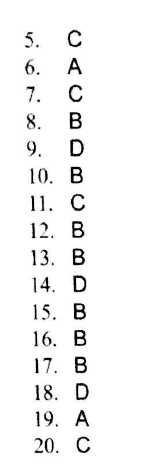 5. C
6. A
7. C
8. B
9. D
10. B
11. C
12. B
13. B
14. D
15. B
16. B
17. B
18. D
19. A
20. C